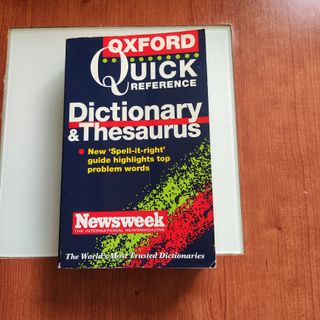 OXFORD
QUICK
REFERENCE
Dictionary
& Thesaurus
New 'Spell-it-right'
guide highlights top
problem words
Newsweek
THE INTERNATIONAL NEWSMAGAZINE
The World's Most Trusted Dictionaries